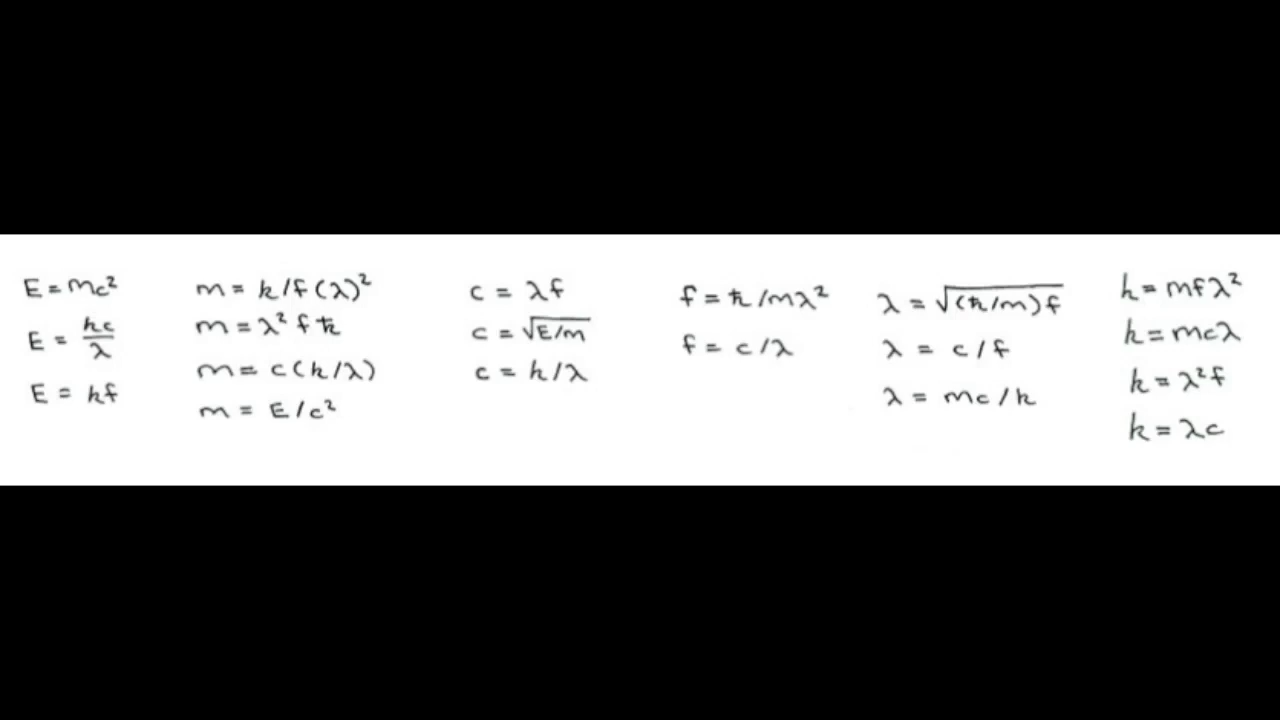 E = mc²
E = hc/λ
E = hf
m = h/f(λ)²
m = λ² f ħ
m = c(h/λ)
m = E/c²
c = λf
c = √E/m
c = h/λ
f = ħ/mλ²
f = c/λ
λ = √(ħ/m)f
λ = c/f
λ = mc/h
h = mfλ²
h = mcλ
h = λ²f
h = λc